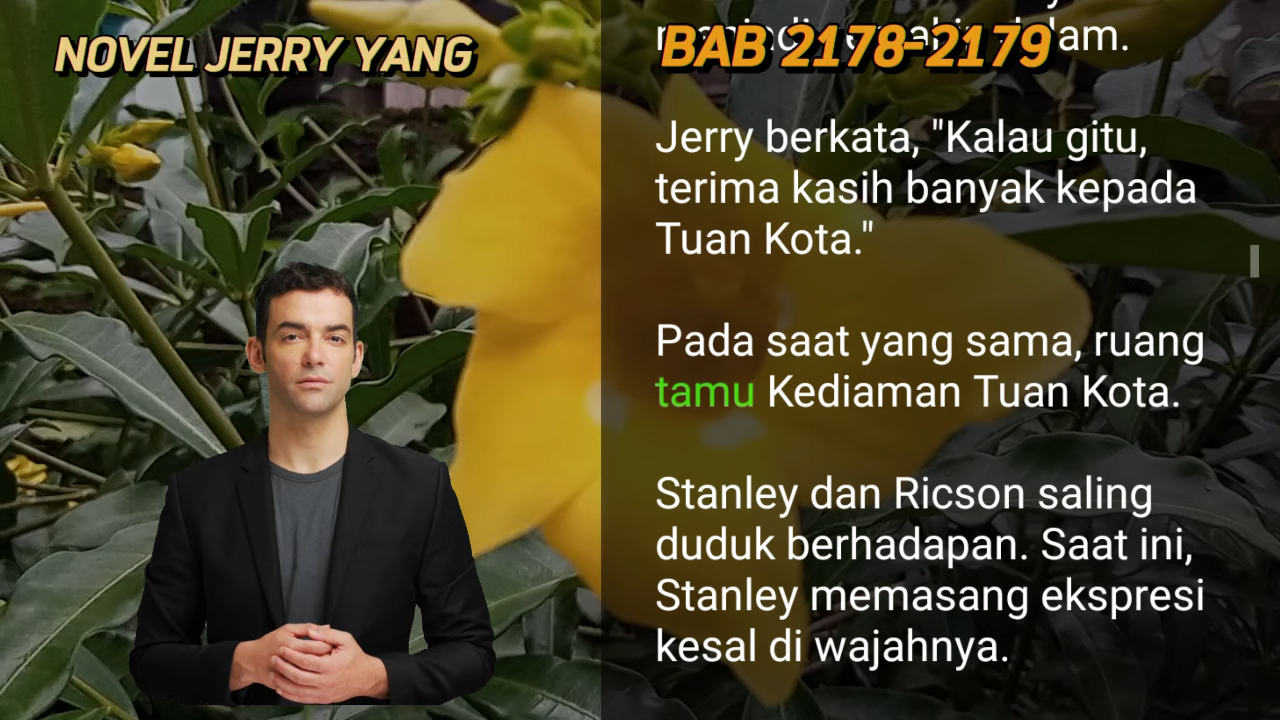 NOVEL JERRY YANG
BAB 2178-2179
lam.
Jerry berkata, "Kalau gitu,
terima kasih banyak kepada
Tuan Kota."
Pada saat yang sama, ruang
tamu Kediaman Tuan Kota.
Stanley dan Ricson saling
duduk berhadapan. Saat ini,
Stanley memasang ekspresi
kesal di wajahnya.